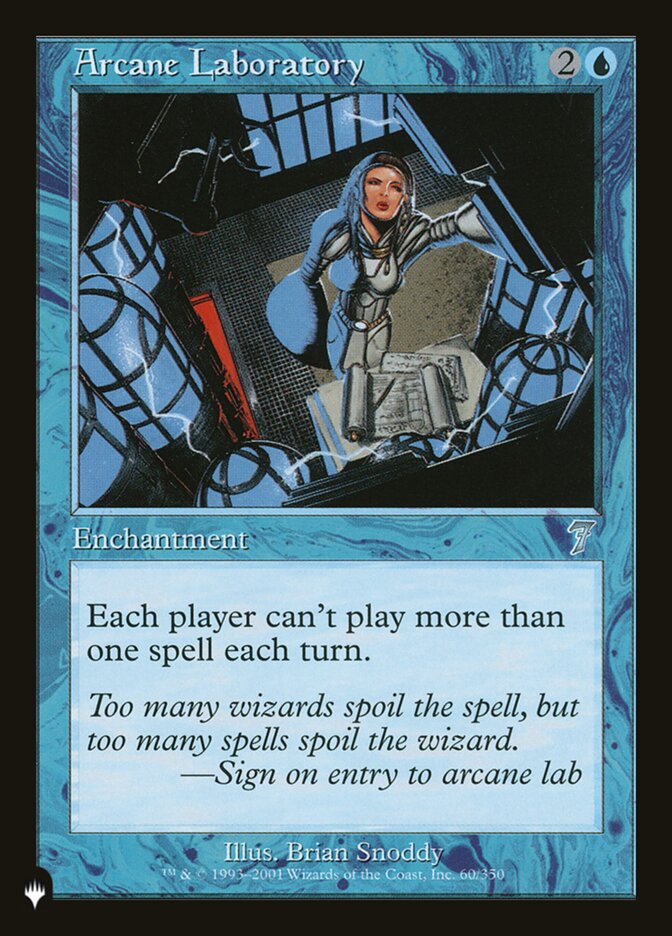 Arcane Laboratory 2
Enchantment 7
Each player can't play more than
one spell each turn.
Too many wizards spoil the spell, but
too many spells spoil the wizard.
—Sign on entry to arcane lab
Illus. Brian Snoddy
™ & © 1993–2001 Wizards of the Coast, Inc. 60/350